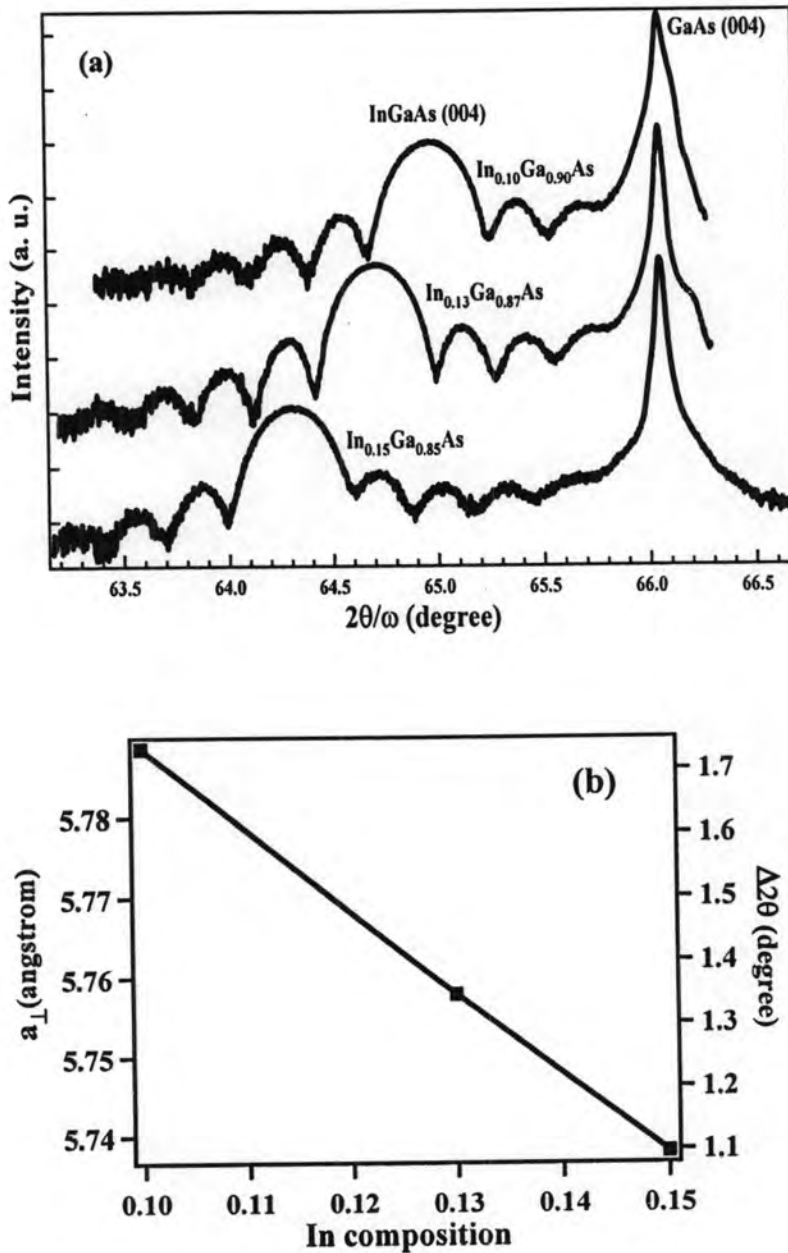 (a)
GaAs (004)
InGaAs (004)
In0.10Ga0.90As
In0.13Ga0.87As
In0.15Ga0.85As
Intensity (a. u.)
63.5 64.0 64.5 65.0 65.5 66.0 66.5
2θ/ω (degree)
(b)
5.78
5.77
5.76
5.75
5.74
a⊥(angstrom)
1.7
1.6
1.5
1.4
1.3
1.2
1.1
Δ2θ (degree)
0.10 0.11 0.12 0.13 0.14 0.15
In composition